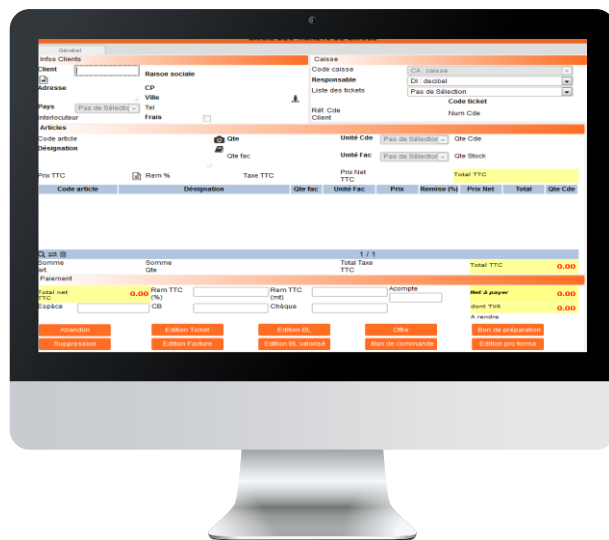 Général
Infos Clients Caisse
Client Raison sociale Code caisse CA : caisse
Responsable DI : decibel
Adresse CP Liste des tickets Pas de Sélection
Ville Code ticket
Pays Pas de Sélectio Tel Réf. Cde Client Num Cde
Interlocuteur Frais
Articles
Code article Qte Unité Cde Pas de Sélection Qte Cde
Désignation
Qte fac Unité Fac Pas de Sélection Qte Stock
Prix TTC Rem % Taxe TTC Prix Net TTC Total TTC
Code article Désignation Qte fac Unité Fac Prix Remise (%) Prix Net Total Qte Cde
1 / 1
Somme art. Somme Qte Total Taxe TTC Total TTC 0.00
Paiement
Total net TTC 0.00 Rem TTC (%) Rem TTC (mt) Acompte Net à payer 0.00
Espèce CB Chèque dont TVA 0.00
A rendre
Abandon Edition Ticket Edition BL Offre Bon de préparation
Suppression Edition Facture Edition BL valorisé Bon de commande Edition pro forma